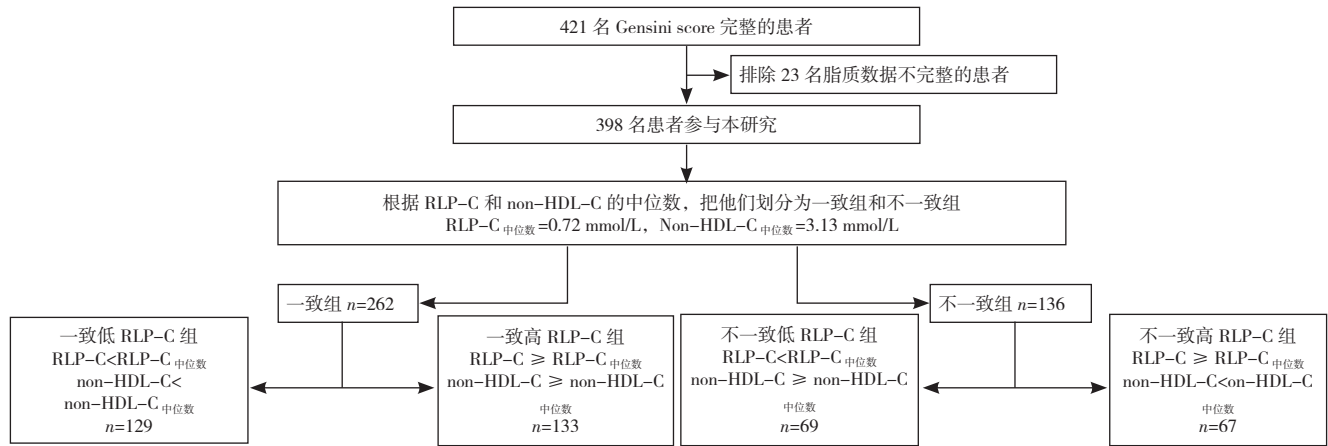 421 名 Gensini score 完整的患者
排除 23 名脂质数据不完整的患者
398 名患者参与本研究
根据 RLP-C 和 non-HDL-C 的中位数，把他们划分为一致组和不一致组
RLP-C中位数=0.72 mmol/L，Non-HDL-C中位数=3.13 mmol/L
一致组 n=262
不一致组 n=136
一致低 RLP-C 组
RLP-C<RLP-C中位数
non-HDL-C<
non-HDL-C中位数
n=129
一致高 RLP-C 组
RLP-C ≥ RLP-C中位数
non-HDL-C ≥ non-HDL-C
中位数
n=133
不一致低 RLP-C 组
RLP-C<RLP-C中位数
non-HDL-C ≥ non-HDL-C
中位数
n=69
不一致高 RLP-C 组
RLP-C ≥ RLP-C中位数
non-HDL-C<on-HDL-C
中位数
n=67